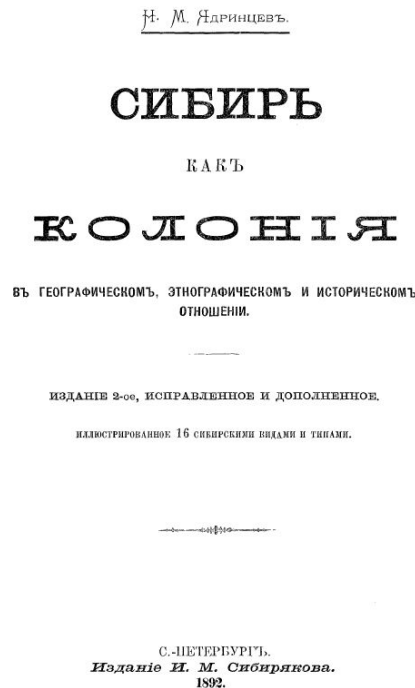 Н. М. Ядринцевъ.
СИБИРЬ
КАКЪ
КОЛОНІЯ
ВЪ ГЕОГРАФИЧЕСКОМЪ, ЭТНОГРАФИЧЕСКОМЪ И ИСТОРИЧЕСКОМЪ
ОТНОШЕНІИ.
ИЗДАНІЕ 2-ое, ИСПРАВЛЕННОЕ И ДОПОЛНЕННОЕ,
ИЛЛЮСТРИРОВАННОЕ 16 СИБИРСКИМИ ВИДАМИ И ТИПАМИ.
С.-ПЕТЕРБУРГЪ.
Изданіе И. М. Сибирякова.
1892.